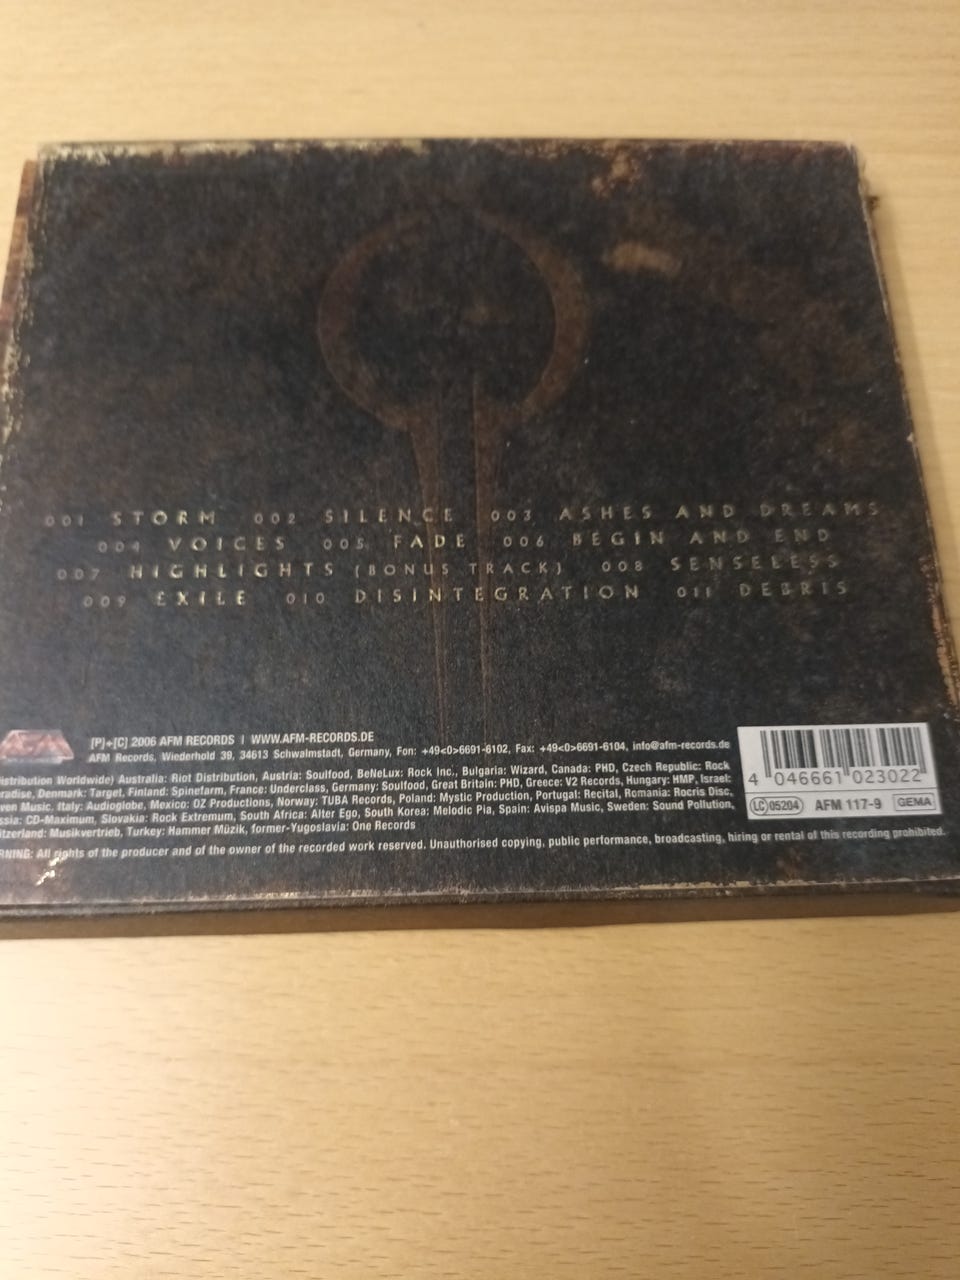 001 STORM 002 SILENCE 003 ASHES AND DREAMS
004 VOICES 005 FADE 006 BEGIN AND END
007 HIGHLIGHTS (BONUS TRACK) 008 SENSELESS
009 EXILE 010 DISINTEGRATION 011 DEBRIS
[P]+[C] 2006 AFM RECORDS | WWW.AFM-RECORDS.DE
AFM Records, Wiederhold 39, 34613 Schwalmstadt, Germany, Fon: +49<0>6691-6102, Fax: +49<0>6691-6104, info@afm-records.de
Worldwide) Australia: Riot Distribution, Austria: Soulfood, BeNeLux: Rock Inc., Bulgaria: Wizard, Canada: PHD, Czech Republic: Rock
Denmark: Target, Finland: Spinefarm, France: Underclass, Germany: Soulfood, Great Britain: PHD, Greece: V2 Records, Hungary: HMP, Israel:
Music, Italy: Audioglobe, Mexico: OZ Productions, Norway: TUBA Records, Poland: Mystic Production, Portugal: Recital, Romania: Rocris Disc,
CD-Maximum, Slovakia: Rock Extremum, South Africa: Alter Ego, South Korea: Melodic Pia, Spain: Avispa Music, Sweden: Sound Pollution,
Musikvertrieb, Turkey: Hammer Müzik, former-Yugoslavia: One Records
All rights of the producer and of the owner of the recorded work reserved. Unauthorised copying, public performance, broadcasting, hiring or rental of this recording prohibited.
4 046661 023022
LC 05204 AFM 117-9 GEMA